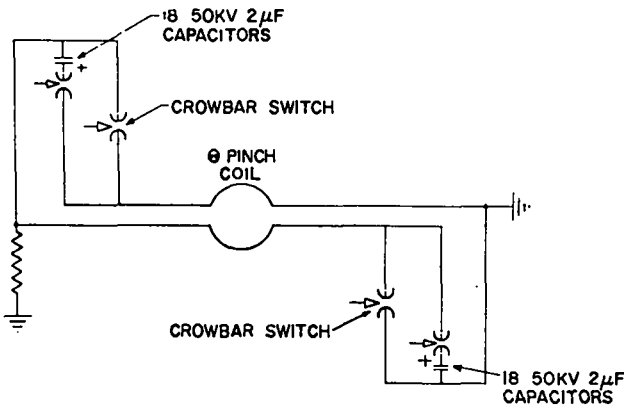 18 50KV 2μF
CAPACITORS
+
CROWBAR SWITCH
Θ PINCH
COIL
CROWBAR SWITCH
+
18 50KV 2μF
CAPACITORS